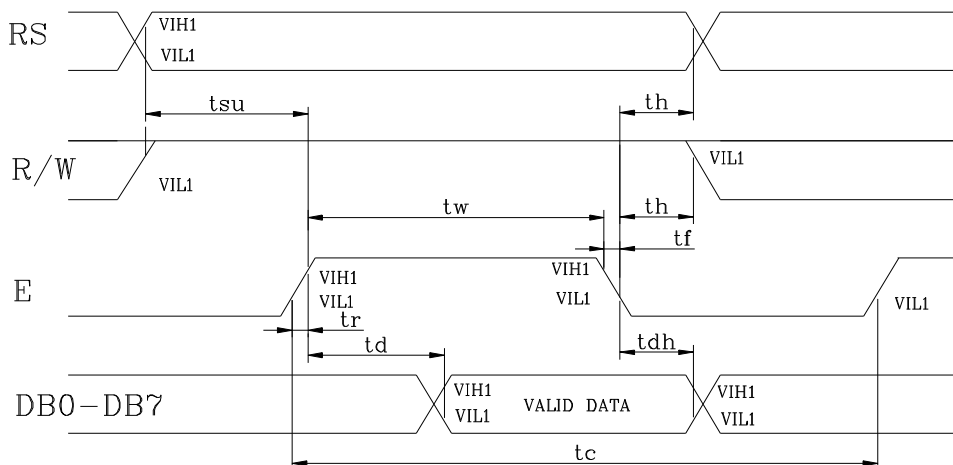 RS
VIH1
VIL1
tsu
th
R/W
VIL1
VIL1
tw
th
tf
E
VIH1
VIL1
VIH1
VIL1
VIL1
tr
td
tdh
DB0-DB7
VIH1
VIL1
VALID DATA
VIH1
VIL1
tc